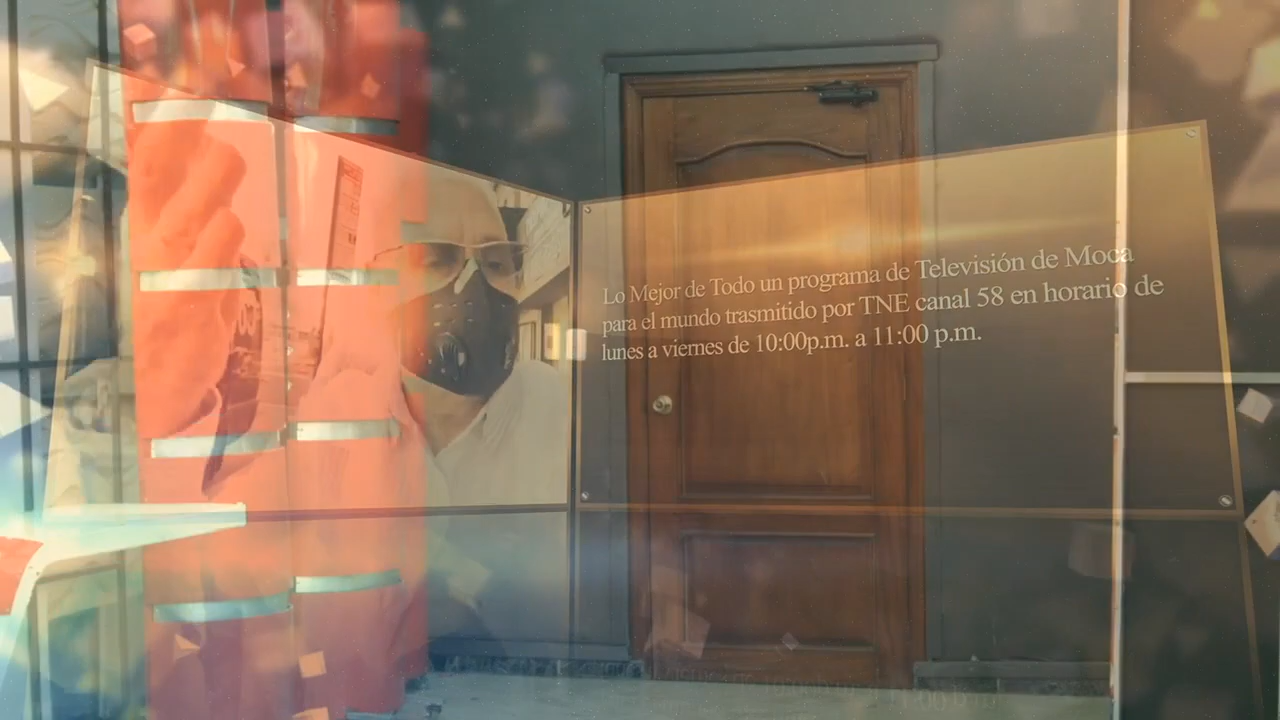 Lo Mejor de Todo un programa de Televisión de Moca
para el mundo trasmitido por TNE canal 58 en horario de
lunes a viernes de 10:00p.m. a 11:00 p.m.